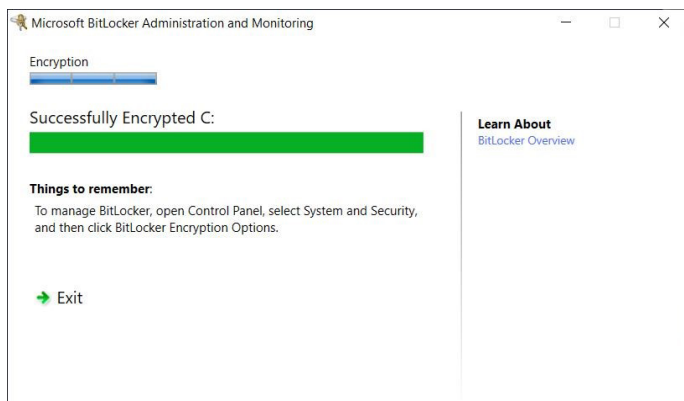 Microsoft BitLocker Administration and Monitoring
Encryption
Successfully Encrypted C:
Things to remember:
To manage BitLocker, open Control Panel, select System and Security,
and then click BitLocker Encryption Options.
Exit
Learn About
BitLocker Overview